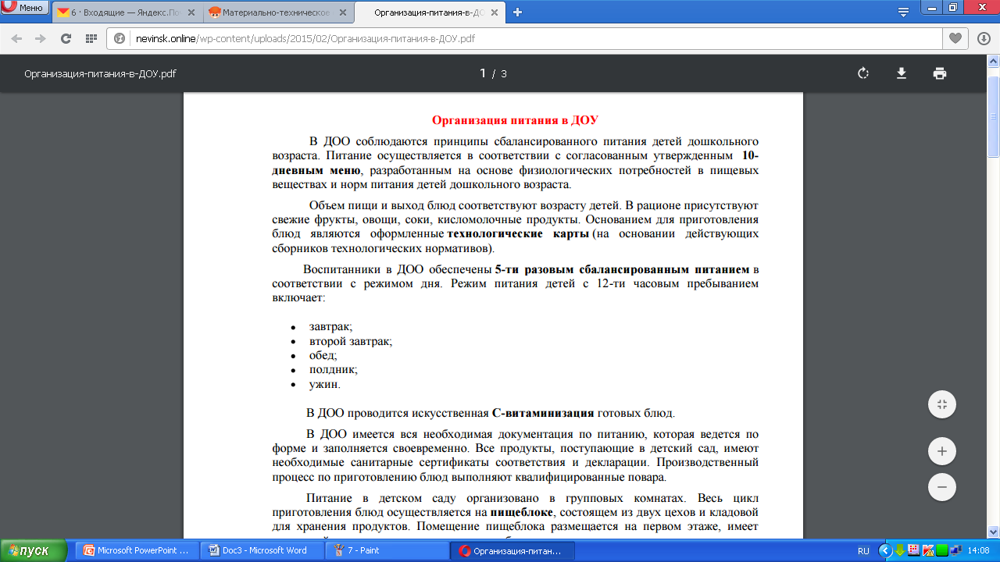 Меню
6 · Входящие — Яндекс.По
Материально-техническое
Организация-питания-в-ДО
nevinsk.online/wp-content/uploads/2015/02/Организация-питания-в-ДОУ.pdf
Организация-питания-в-ДОУ.pdf
1 / 3
Организация питания в ДОУ
В ДОО соблюдаются принципы сбалансированного питания детей дошкольного
возраста. Питание осуществляется в соответствии с согласованным утвержденным 10-
дневным меню, разработанным на основе физиологических потребностей в пищевых
веществах и норм питания детей дошкольного возраста.
Объем пищи и выход блюд соответствуют возрасту детей. В рационе присутствуют
свежие фрукты, овощи, соки, кисломолочные продукты. Основанием для приготовления
блюд являются оформленные технологические карты (на основании действующих
сборников технологических нормативов).
Воспитанники в ДОО обеспечены 5-ти разовым сбалансированным питанием в
соответствии с режимом дня. Режим питания детей с 12-ти часовым пребыванием
включает:
• завтрак;
• второй завтрак;
• обед;
• полдник;
• ужин.
В ДОО проводится искусственная С-витаминизация готовых блюд.
В ДОО имеется вся необходимая документация по питанию, которая ведется по
форме и заполняется своевременно. Все продукты, поступающие в детский сад, имеют
необходимые санитарные сертификаты соответствия и декларации. Производственный
процесс по приготовлению блюд выполняют квалифицированные повара.
Питание в детском саду организовано в групповых комнатах. Весь цикл
приготовления блюд осуществляется на пищеблоке, состоящем из двух цехов и кладовой
для хранения продуктов. Помещение пищеблока размещается на первом этаже, имеет
пуск
Microsoft PowerPoint ...
Doc3 - Microsoft Word
7 - Paint
Организация-питан...
RU
14:08